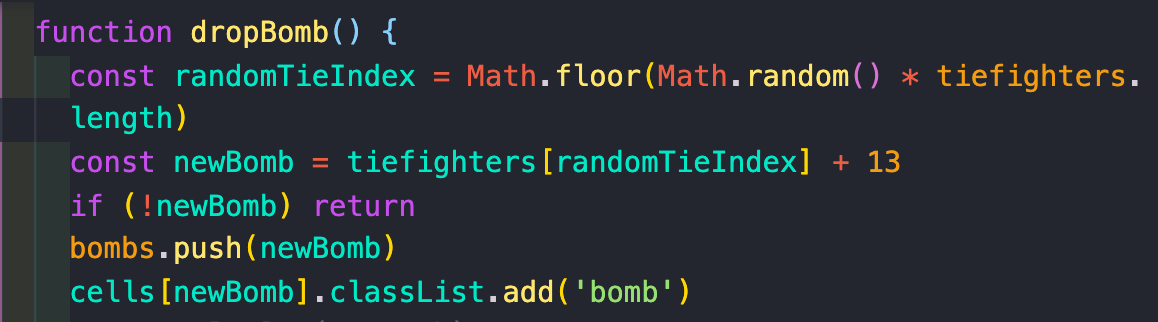 function dropBomb() {
const randomTieIndex = Math.floor(Math.random() * tiefighters.
length)
const newBomb = tiefighters[randomTieIndex] + 13
if (!newBomb) return
bombs.push(newBomb)
cells[newBomb].classList.add('bomb')